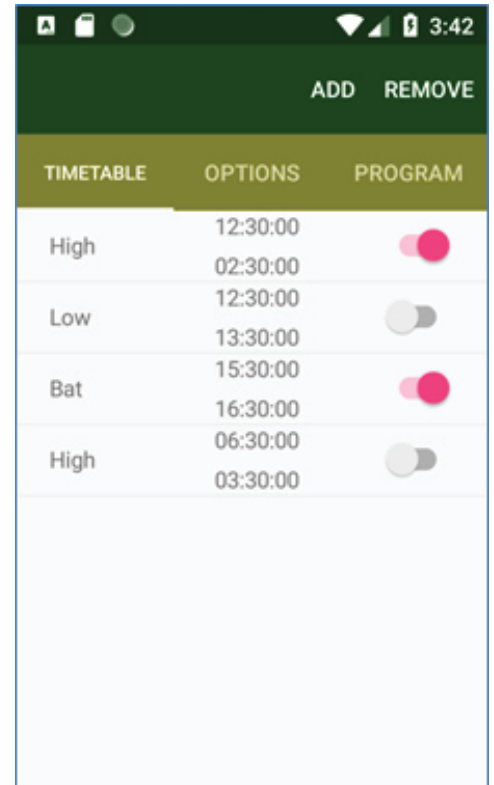 3:42
ADD REMOVE
TIMETABLE OPTIONS PROGRAM
12:30:00
High
02:30:00
12:30:00
Low
13:30:00
15:30:00
Bat
16:30:00
06:30:00
High
03:30:00